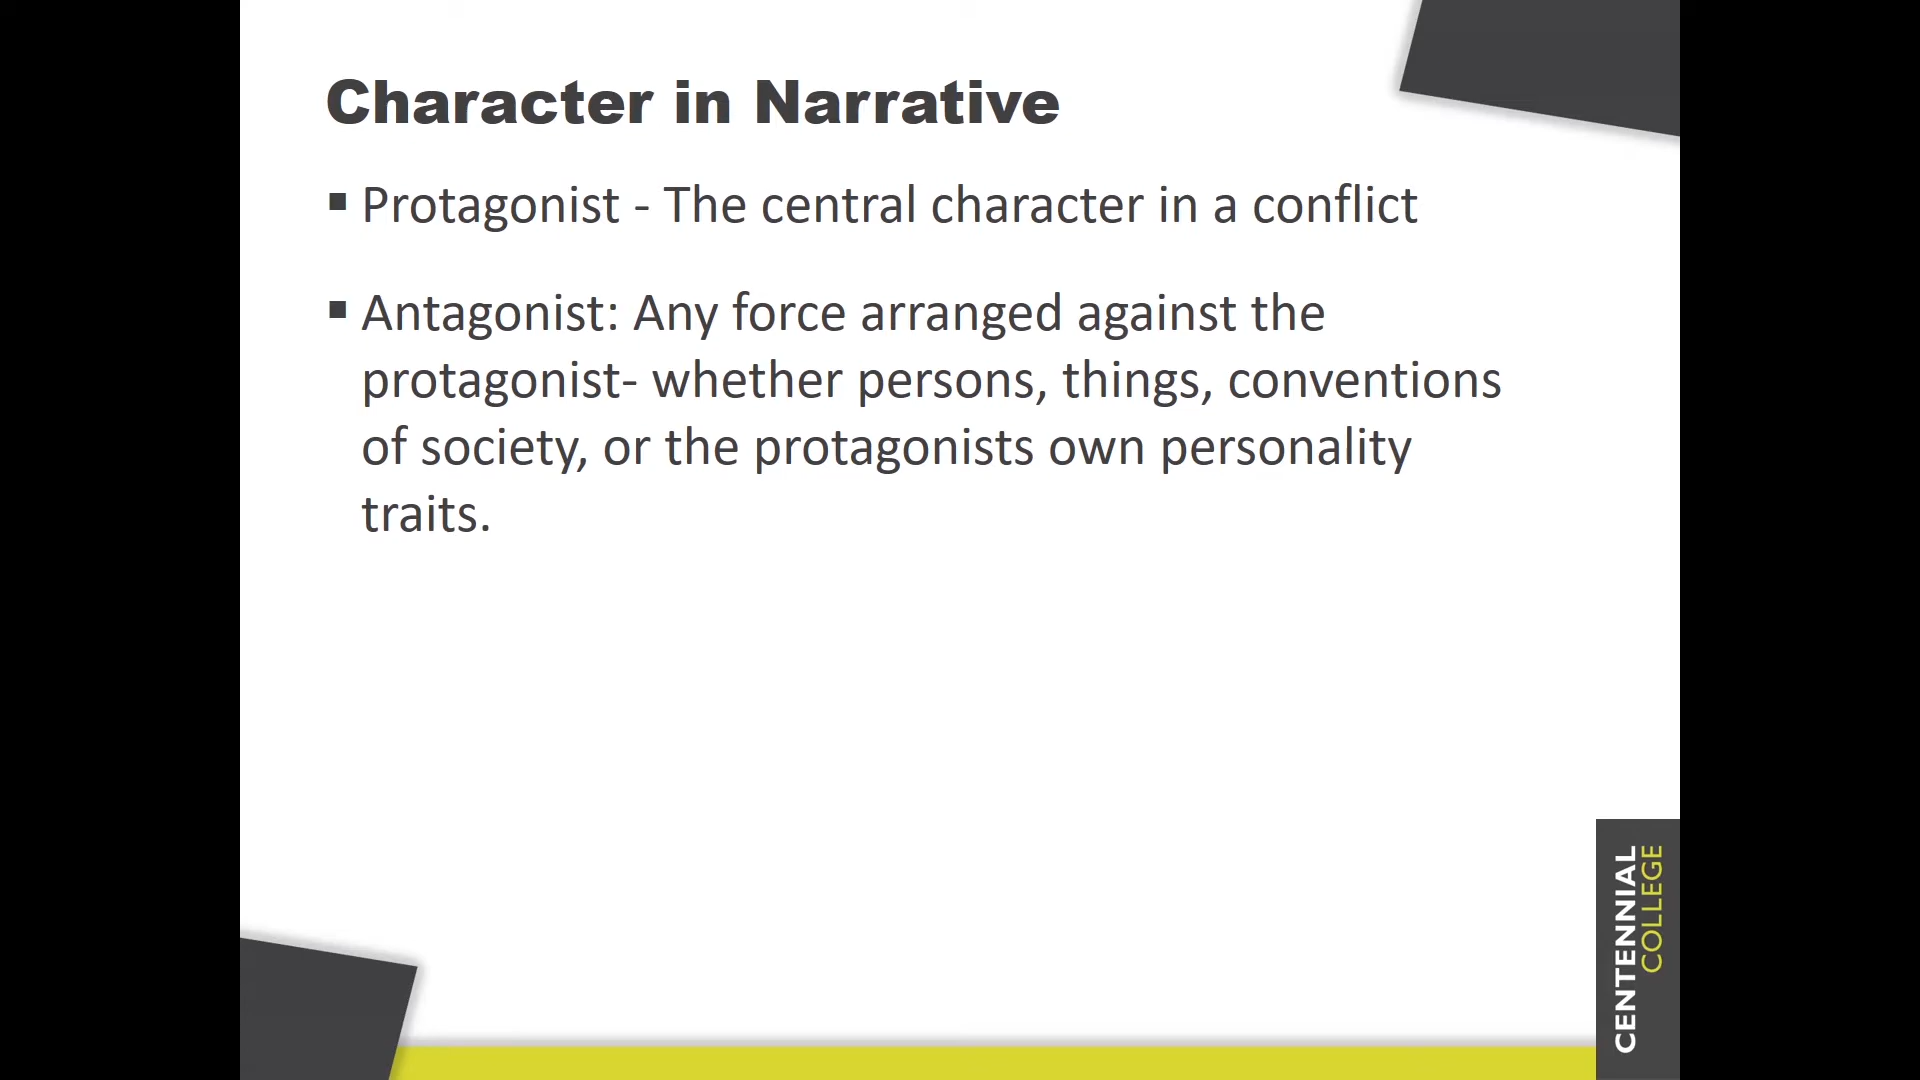 Character in Narrative
▪ Protagonist - The central character in a conflict
▪ Antagonist: Any force arranged against the
protagonist- whether persons, things, conventions
of society, or the protagonists own personality
traits.
CENTENNIAL
COLLEGE